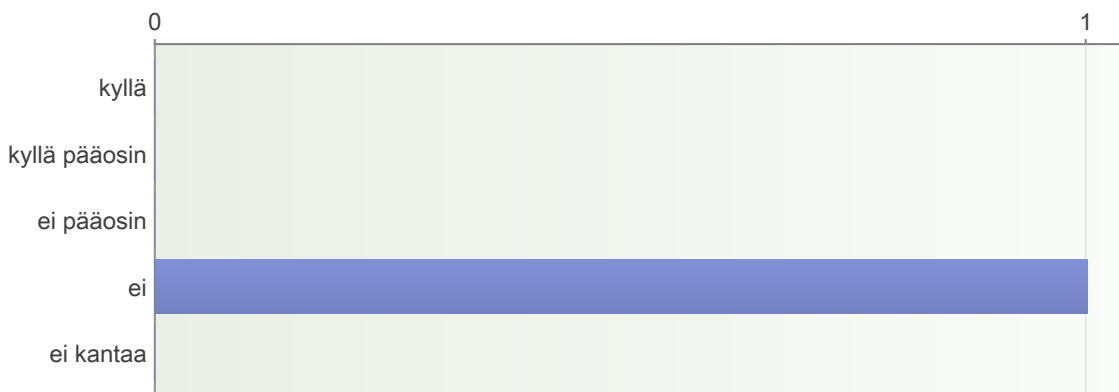 0 1
kyllä
kyllä pääosin
ei pääosin
ei
ei kantaa